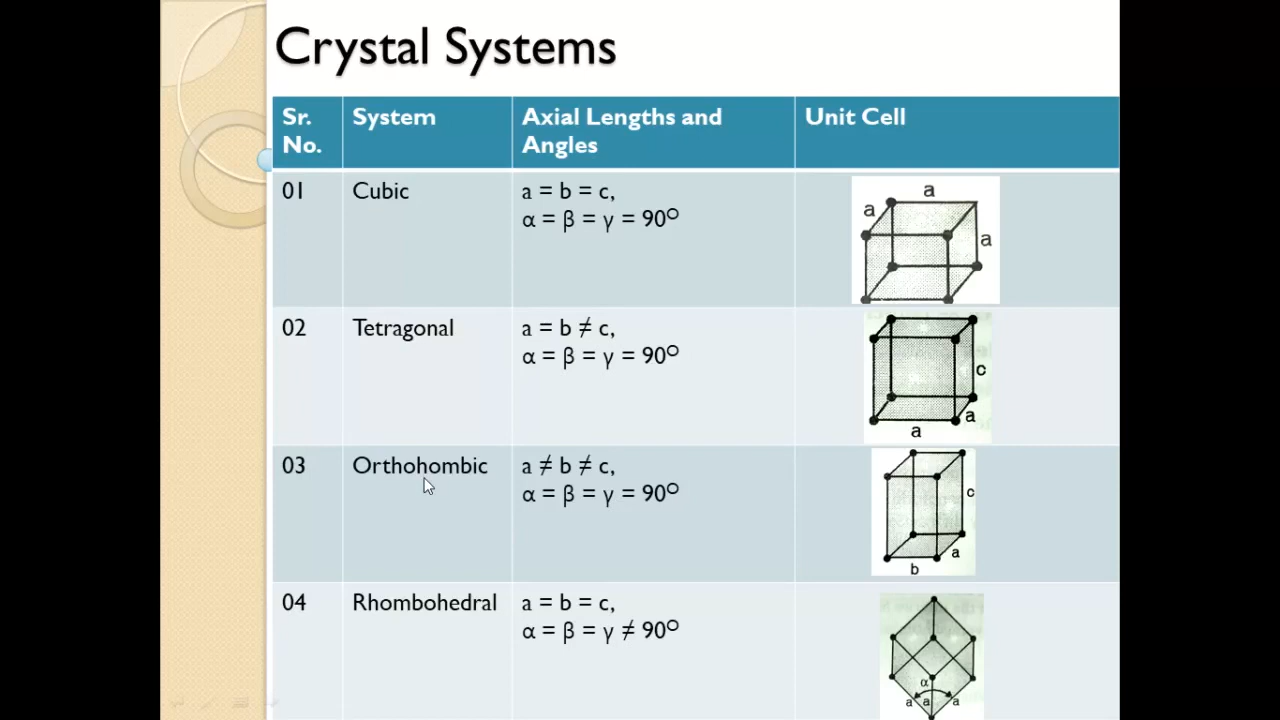 Crystal Systems
Sr. No.
System
Axial Lengths and Angles
Unit Cell
01
Cubic
a = b = c,
α = β = γ = 90°
a
a
a
02
Tetragonal
a = b ≠ c,
α = β = γ = 90°
c
a
a
03
Orthohombic
a ≠ b ≠ c,
α = β = γ = 90°
c
a
b
04
Rhombohedral
a = b = c,
α = β = γ ≠ 90°
α
a a a